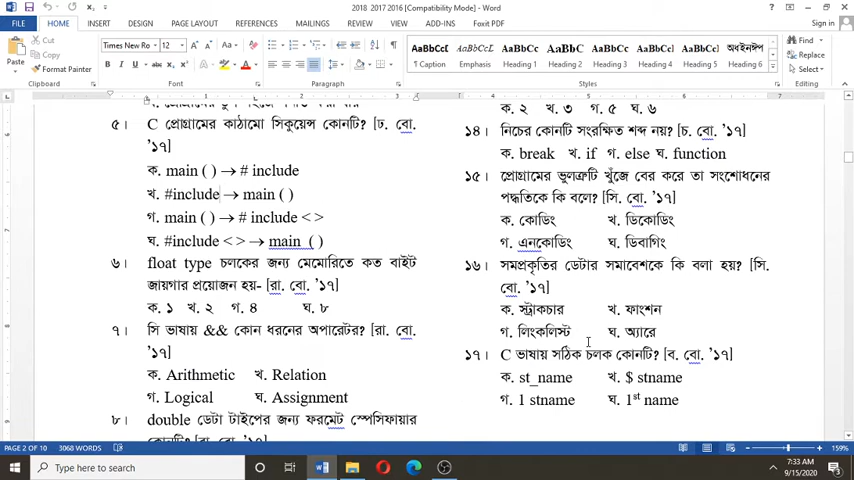 2018 2017 2016 [Compatibility Mode] - Word
FILE HOME INSERT DESIGN PAGE LAYOUT REFERENCES MAILINGS REVIEW VIEW ADD-INS Foxit PDF Sign in
Cut
Copy
Paste
Format Painter
Clipboard
Times New Ro 12
Font
Paragraph
AaBbCcl AaBbCcl AaBbCc AaBbC AaBbCc AaBbCc AaBbCc
¶ Caption Emphasis Heading 1 Heading 2 Heading 3 Heading 4 Heading 5
Styles
Find
Replace
Select
Editing
৫। C প্রোগ্রামের কাঠামো সিকুয়েন্স কোনটি? [ঢ. বো.
’১৭]
ক. main ( ) → # include
খ. #include → main ( )
গ. main ( ) → # include < >
ঘ. #include < > → main ( )
৬। float type চলকের জন্য মেমোরিতে কত বাইট
জায়গার প্রয়োজন হয়- [রা. বো. ’১৭]
ক. ১ খ. ২ গ. ৪ ঘ. ৮
৭। সি ভাষায় && কোন ধরনের অপারেটর? [রা. বো.
’১৭]
ক. Arithmetic খ. Relation
গ. Logical ঘ. Assignment
৮। double ডেটা টাইপের জন্য ফরমেট স্পেসিফায়ার
ক. ২ খ. ৩ গ. ৫ ঘ. ৬
১৪। নিচের কোনটি সংরক্ষিত শব্দ নয়? [চ. বো. ’১৭]
ক. break খ. if গ. else ঘ. function
১৫। প্রোগ্রামের ভুলত্রুটি খুঁজে বের করে তা সংশোধনের
পদ্ধতিকে কি বলে? [সি. বো. ’১৭]
ক. কোডিং খ. ডিকোডিং
গ. এনকোডিং ঘ. ডিবাগিং
১৬। সমপ্রকৃতির ডেটার সমাবেশকে কি বলা হয়? [সি.
বো. ’১৭]
ক. স্ট্রাকচার খ. ফাংশন
গ. লিংকলিস্ট ঘ. অ্যারে
১৭। C ভাষায় সঠিক চলক কোনটি? [ব. বো. ’১৭]
ক. st_name খ. $ stname
গ. 1 stname ঘ. 1st name
PAGE 2 OF 10 3068 WORDS 159%
Type here to search
7:33 AM
9/15/2020